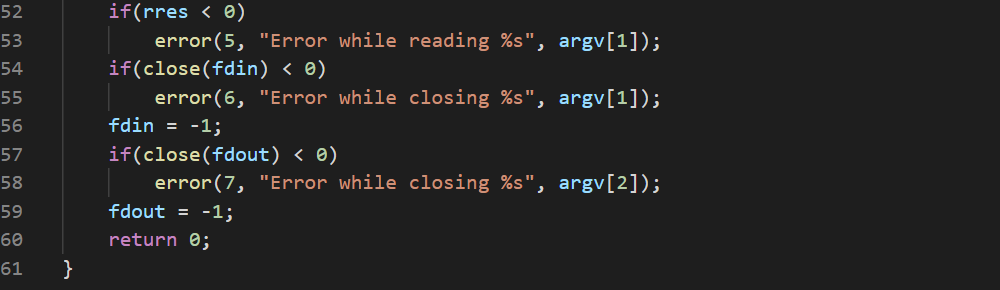 52 if(rres < 0)
53 error(5, "Error while reading %s", argv[1]);
54 if(close(fdin) < 0)
55 error(6, "Error while closing %s", argv[1]);
56 fdin = -1;
57 if(close(fdout) < 0)
58 error(7, "Error while closing %s", argv[2]);
59 fdout = -1;
60 return 0;
61 }